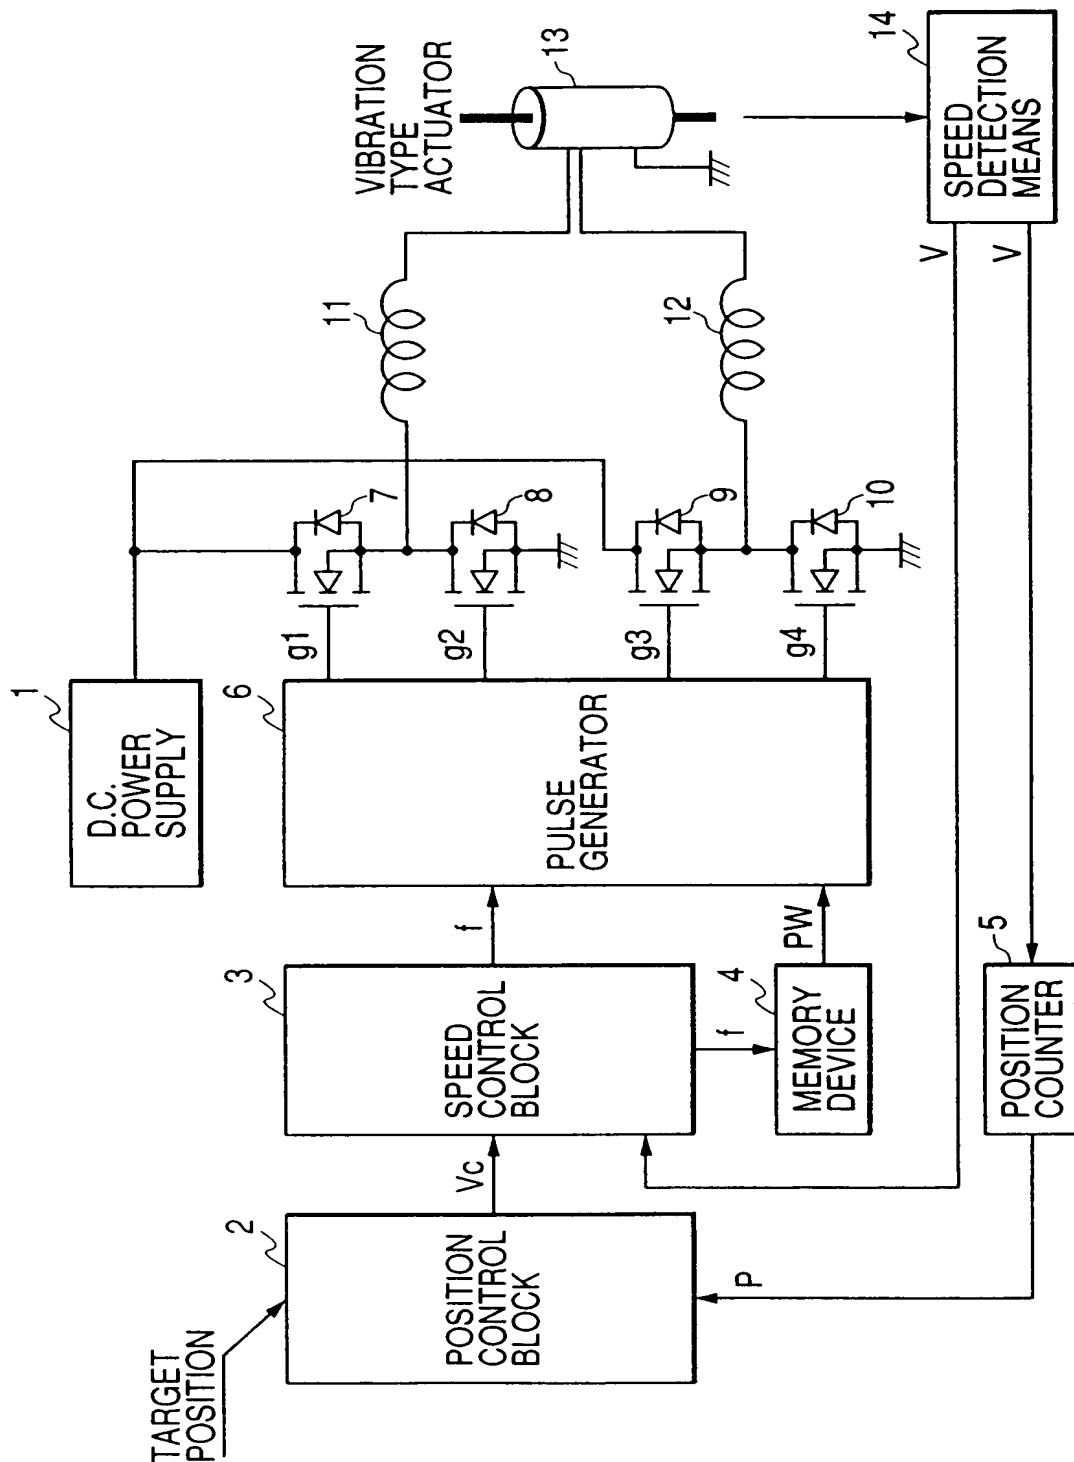 TARGET
POSITION
2
POSITION
CONTROL
BLOCK
Vc
P
3
SPEED
CONTROL
BLOCK
f
f
4
MEMORY
DEVICE
PW
5
POSITION
COUNTER
1
D.C.
POWER
SUPPLY
6
PULSE
GENERATOR
g1
g2
g3
g4
7
8
9
10
11
12
VIBRATION
TYPE
ACTUATOR
13
14
SPEED
DETECTION
MEANS
V
V